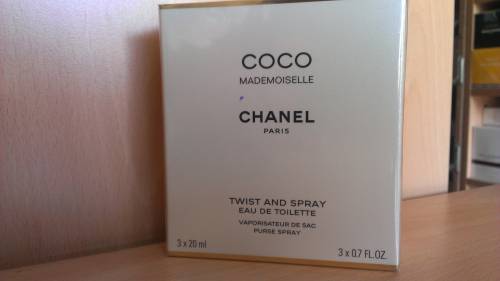 COCO
MADEMOISELLE
CHANEL
PARIS
TWIST AND SPRAY
EAU DE TOILETTE
VAPORISATEUR DE SAC
PURSE SPRAY
3 x 20 ml
3 x 0.7 FL.OZ.